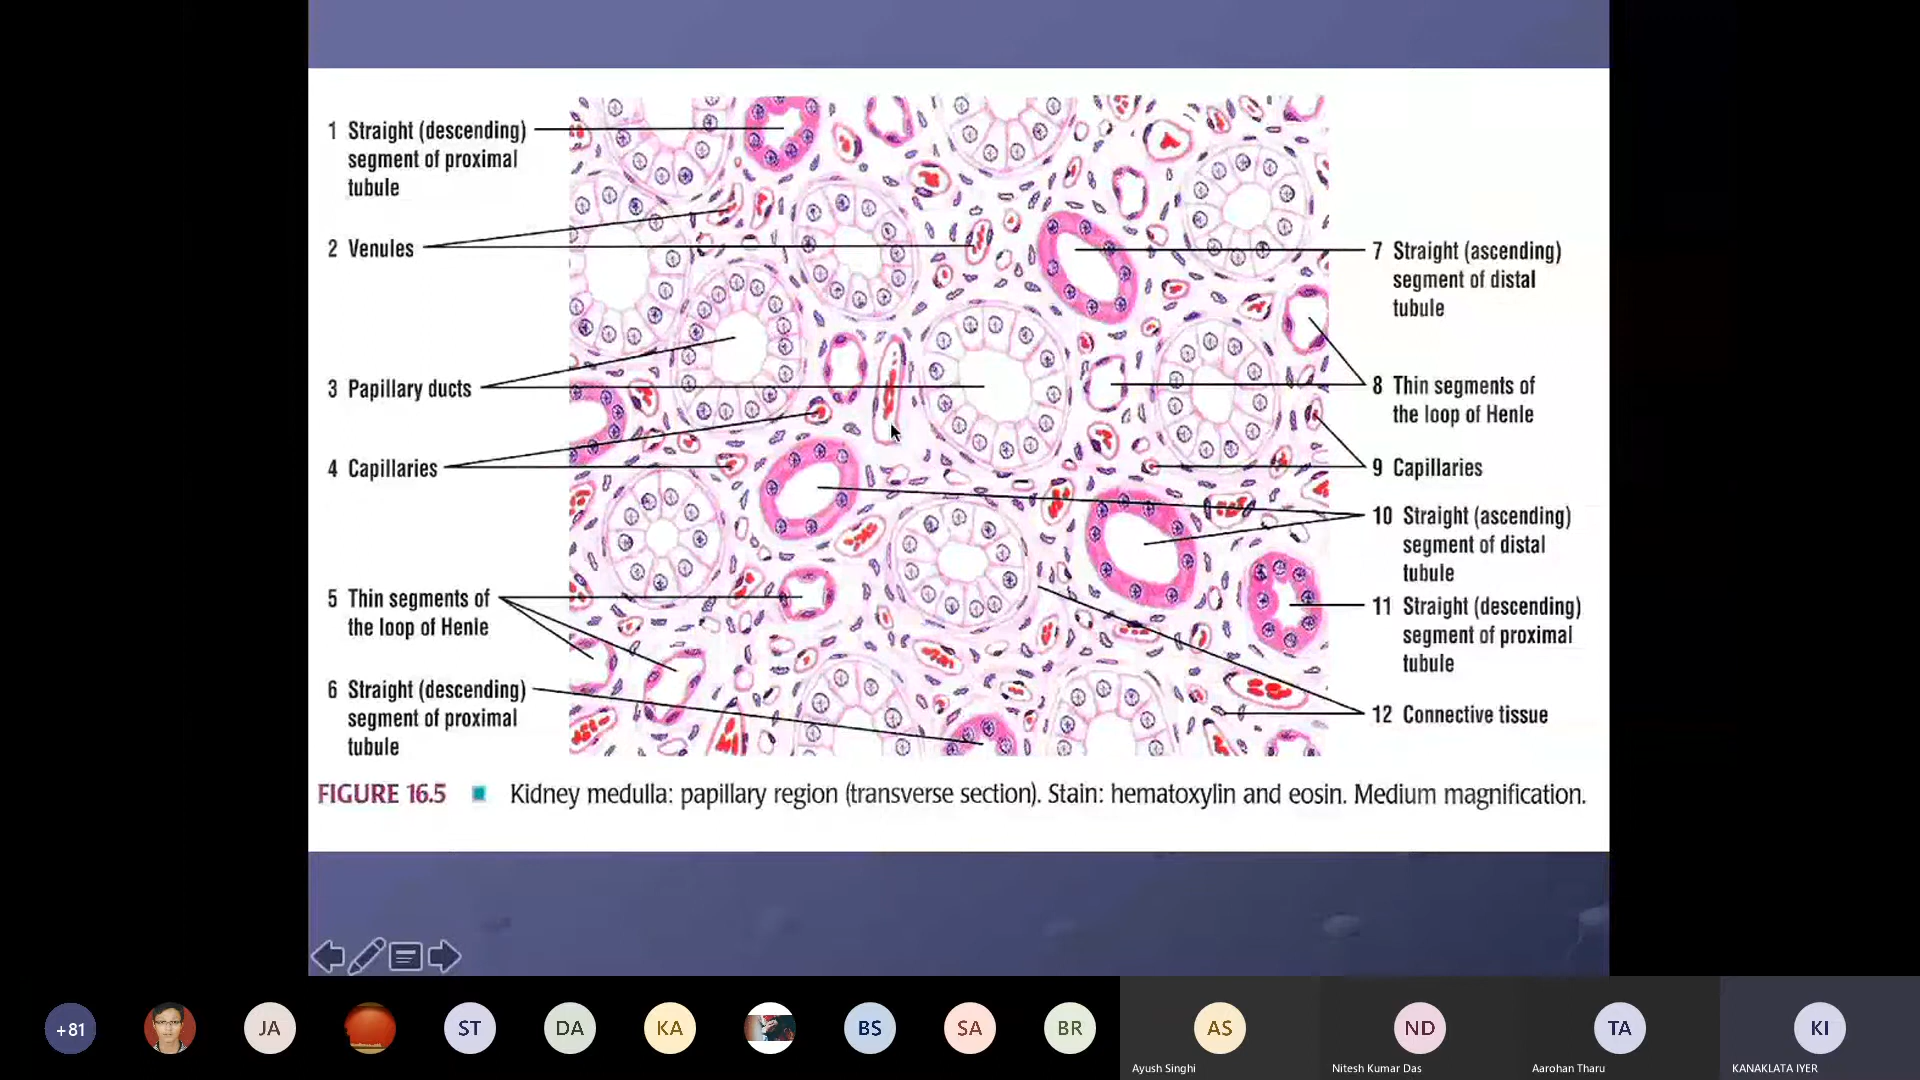 1 Straight (descending)
segment of proximal
tubule
2 Venules
3 Papillary ducts
4 Capillaries
5 Thin segments of
the loop of Henle
6 Straight (descending)
segment of proximal
tubule
7 Straight (ascending)
segment of distal
tubule
8 Thin segments of
the loop of Henle
9 Capillaries
10 Straight (ascending)
segment of distal
tubule
11 Straight (descending)
segment of proximal
tubule
12 Connective tissue
FIGURE 16.5 Kidney medulla: papillary region (transverse section). Stain: hematoxylin and eosin. Medium magnification.
+81 JA ST DA KA BS SA BR AS ND TA KI
Ayush Singhi Nitesh Kumar Das Aarohan Tharu KANAKLATA IYER